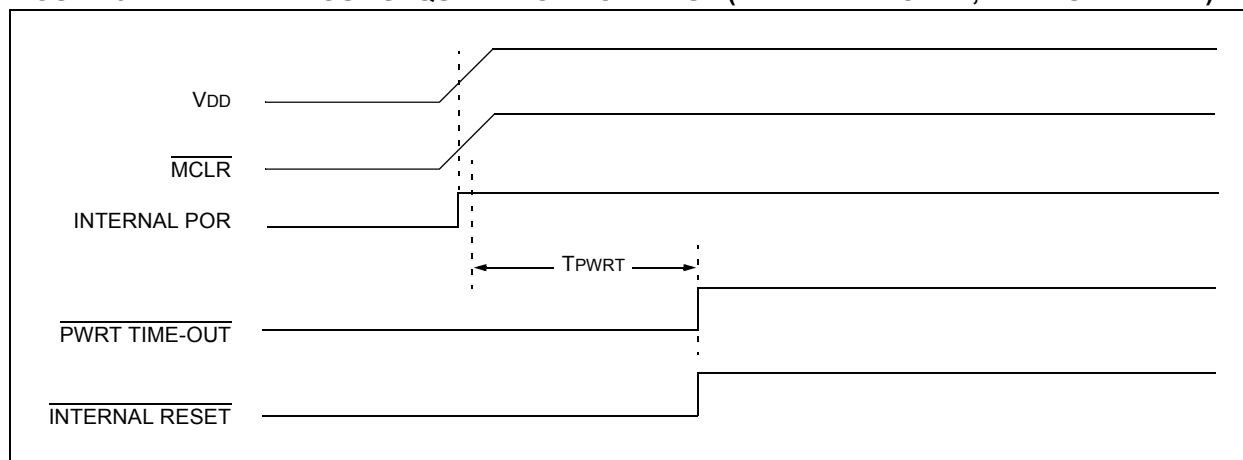 VDD
MCLR
INTERNAL POR
TPWRT
PWRT TIME-OUT
INTERNAL RESET